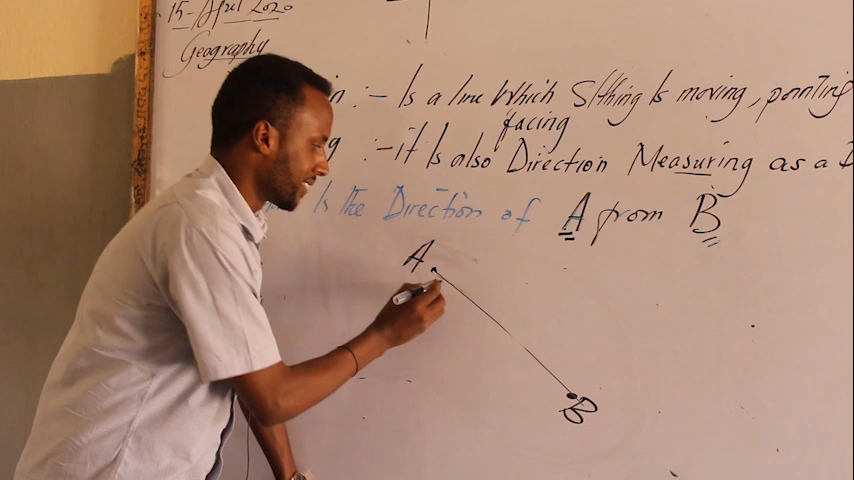 15-April 2020
Geography
in :- Is a line Which Is moving, pointing
facing
g :- it Is also Direction Measuring as a D
Is the Direction of A from B
A
B